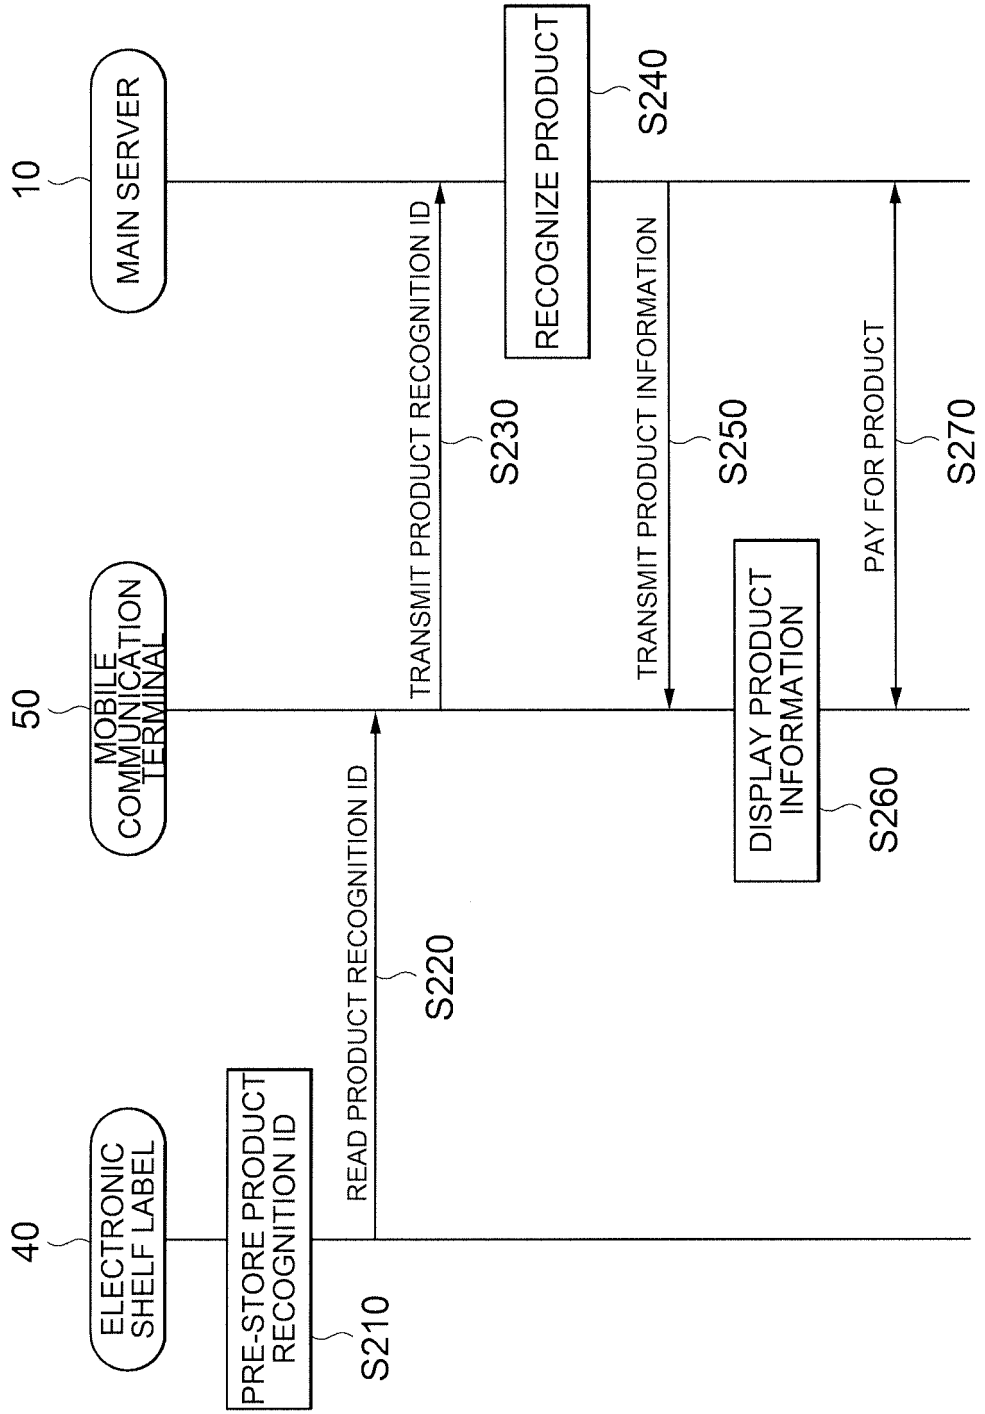 40
50
10
ELECTRONIC
SHELF LABEL
MOBILE
COMMUNICATION
TERMINAL
MAIN SERVER
PRE-STORE PRODUCT
RECOGNITION ID
S210
READ PRODUCT RECOGNITION ID
S220
TRANSMIT PRODUCT RECOGNITION ID
S230
RECOGNIZE PRODUCT
S240
TRANSMIT PRODUCT INFORMATION
S250
DISPLAY PRODUCT
INFORMATION
S260
PAY FOR PRODUCT
S270